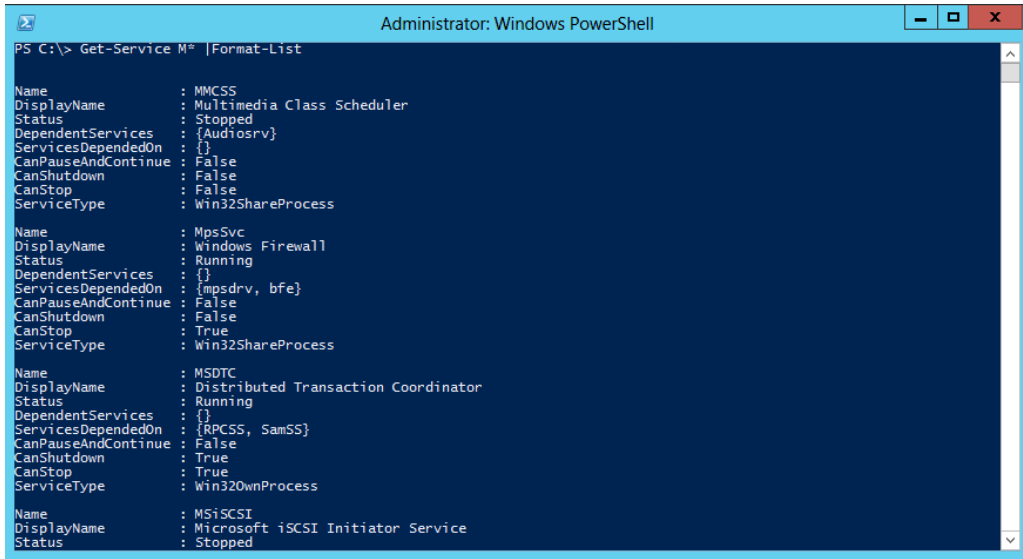 Administrator: Windows PowerShell
PS C:\> Get-Service M* |Format-List
Name : MMCSS
DisplayName : Multimedia Class Scheduler
Status : Stopped
DependentServices : {Audiosrv}
ServicesDependedOn : {}
CanPauseAndContinue : False
CanShutdown : False
CanStop : False
ServiceType : Win32ShareProcess
Name : MpsSvc
DisplayName : Windows Firewall
Status : Running
DependentServices : {}
ServicesDependedOn : {mpsdrv, bfe}
CanPauseAndContinue : False
CanShutdown : False
CanStop : True
ServiceType : Win32ShareProcess
Name : MSDTC
DisplayName : Distributed Transaction Coordinator
Status : Running
DependentServices : {}
ServicesDependedOn : {RPCSS, SamSS}
CanPauseAndContinue : False
CanShutdown : True
CanStop : True
ServiceType : Win32OwnProcess
Name : MSiSCSI
DisplayName : Microsoft iSCSI Initiator Service
Status : Stopped